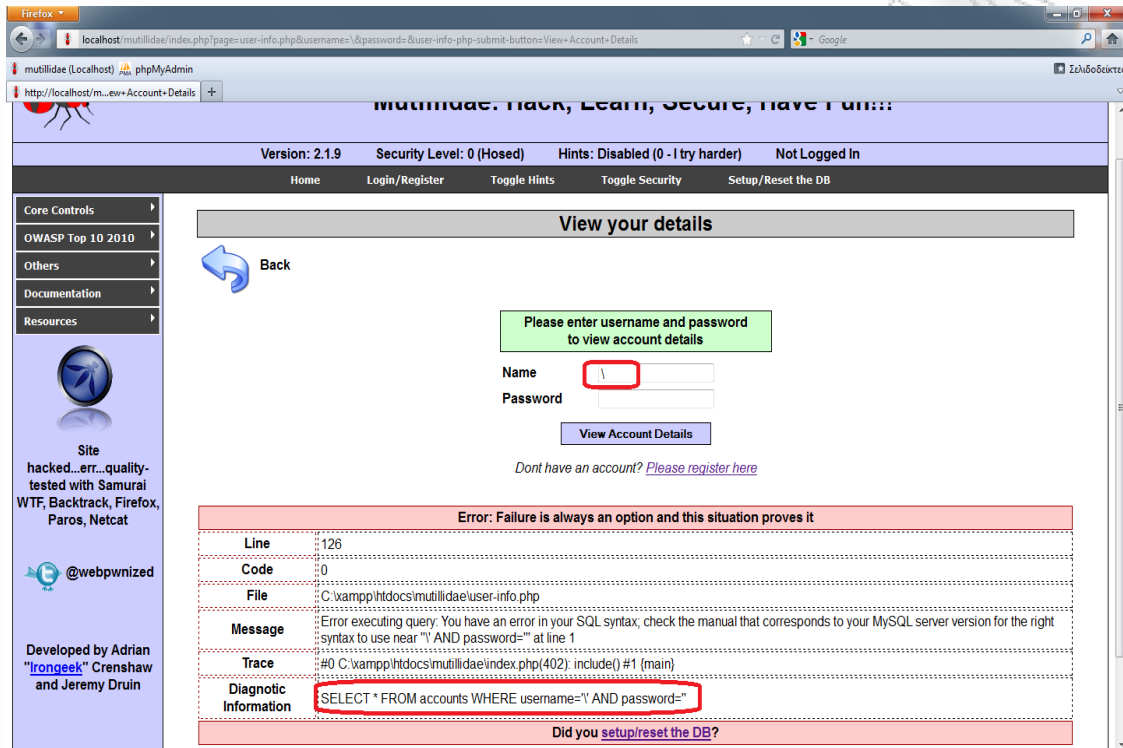 Firefox
localhost/mutillidae/index.php?page=user-info.php&username=\&password=&user-info-php-submit-button=View+Account+Details
Google
mutillidae (Localhost) phpMyAdmin
Σελιδοδείκτες
http://localhost/m...ew+Account+Details +
Mutillidae: Hack, Learn, Secure, Have Fun!!!
Version: 2.1.9 Security Level: 0 (Hosed) Hints: Disabled (0 - I try harder) Not Logged In
Home Login/Register Toggle Hints Toggle Security Setup/Reset the DB
Core Controls
OWASP Top 10 2010
Others
Documentation
Resources
Site
hacked...err...quality-
tested with Samurai
WTF, Backtrack, Firefox,
Paros, Netcat
@webpwnized
Developed by Adrian
"Irongeek" Crenshaw
and Jeremy Druin
View your details
Back
Please enter username and password
to view account details
Name \
Password
View Account Details
Dont have an account? Please register here
Error: Failure is always an option and this situation proves it
Line 126
Code 0
File C:\xampp\htdocs\mutillidae\user-info.php
Message Error executing query: You have an error in your SQL syntax; check the manual that corresponds to your MySQL server version for the right
syntax to use near ''\' AND password=''' at line 1
Trace #0 C:\xampp\htdocs\mutillidae\index.php(402): include() #1 {main}
Diagnostic
Information SELECT * FROM accounts WHERE username='\' AND password=''
Did you setup/reset the DB?